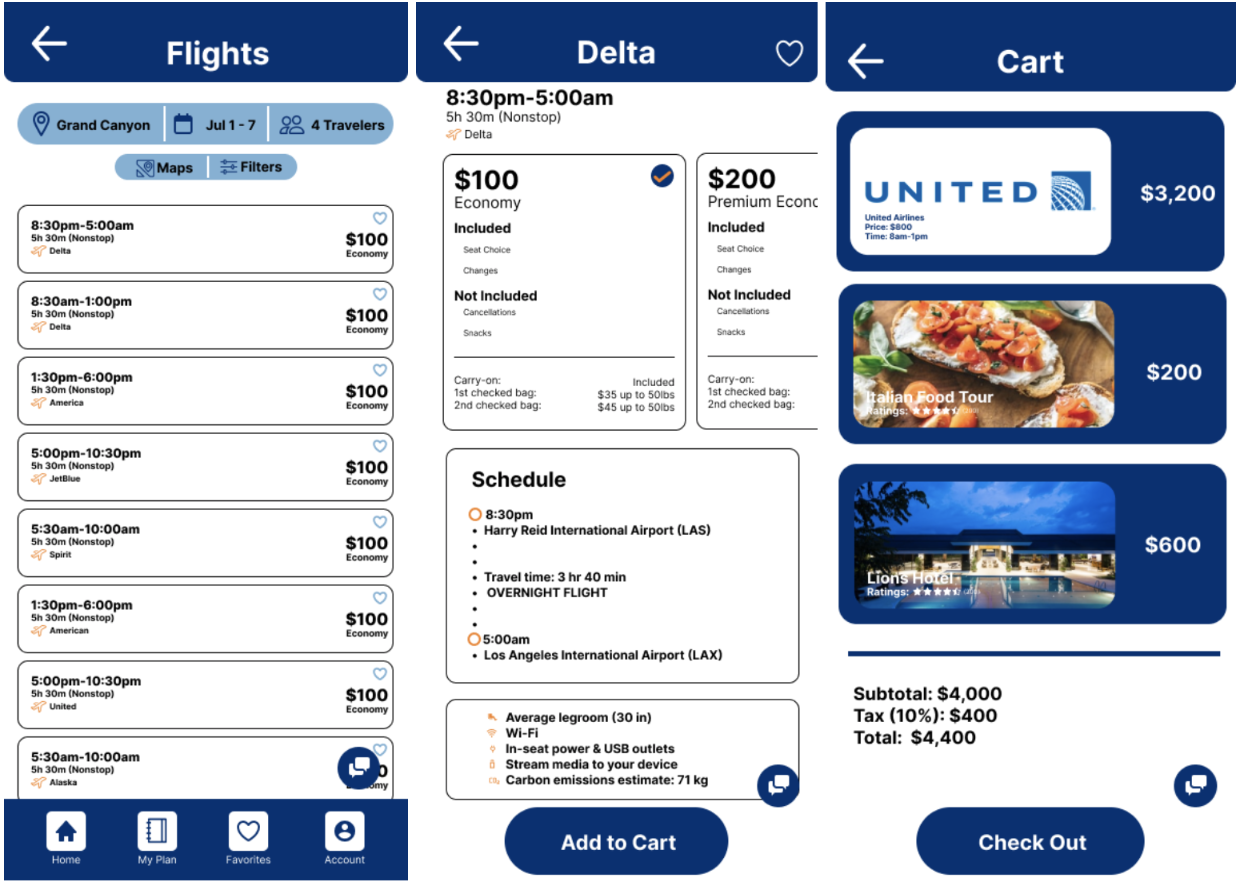 Flights
Grand Canyon
Jul 1 - 7
4 Travelers
Maps
Filters
8:30pm-5:00am
5h 30m (Nonstop)
Delta
$100
Economy
8:30am-1:00pm
5h 30m (Nonstop)
Delta
$100
Economy
1:30pm-6:00pm
5h 30m (Nonstop)
America
$100
Economy
5:00pm-10:30pm
5h 30m (Nonstop)
JetBlue
$100
Economy
5:30am-10:00am
5h 30m (Nonstop)
Spirit
$100
Economy
1:30pm-6:00pm
5h 30m (Nonstop)
American
$100
Economy
5:00pm-10:30pm
5h 30m (Nonstop)
United
$100
Economy
5:30am-10:00am
5h 30m (Nonstop)
Alaska
Home
My Plan
Favorites
Account
Delta
8:30pm-5:00am
5h 30m (Nonstop)
Delta
$100
Economy
Included
Seat Choice
Changes
Not Included
Cancellations
Snacks
Carry-on: Included
1st checked bag: $35 up to 50lbs
2nd checked bag: $45 up to 50lbs
$200
Premium Econo
Included
Seat Choice
Changes
Not Included
Cancellations
Snacks
Carry-on:
1st checked bag:
2nd checked bag:
Schedule
8:30pm
• Harry Reid International Airport (LAS)
•
•
• Travel time: 3 hr 40 min
• OVERNIGHT FLIGHT
•
•
5:00am
• Los Angeles International Airport (LAX)
Average legroom (30 in)
Wi-Fi
In-seat power & USB outlets
Stream media to your device
CO₂ Carbon emissions estimate: 71 kg
Add to Cart
Cart
UNITED
United Airlines
Price: $800
Time: 8am-1pm
$3,200
Italian Food Tour
Ratings:
$200
Lions Hotel
Ratings:
$600
Subtotal: $4,000
Tax (10%): $400
Total: $4,400
Check Out